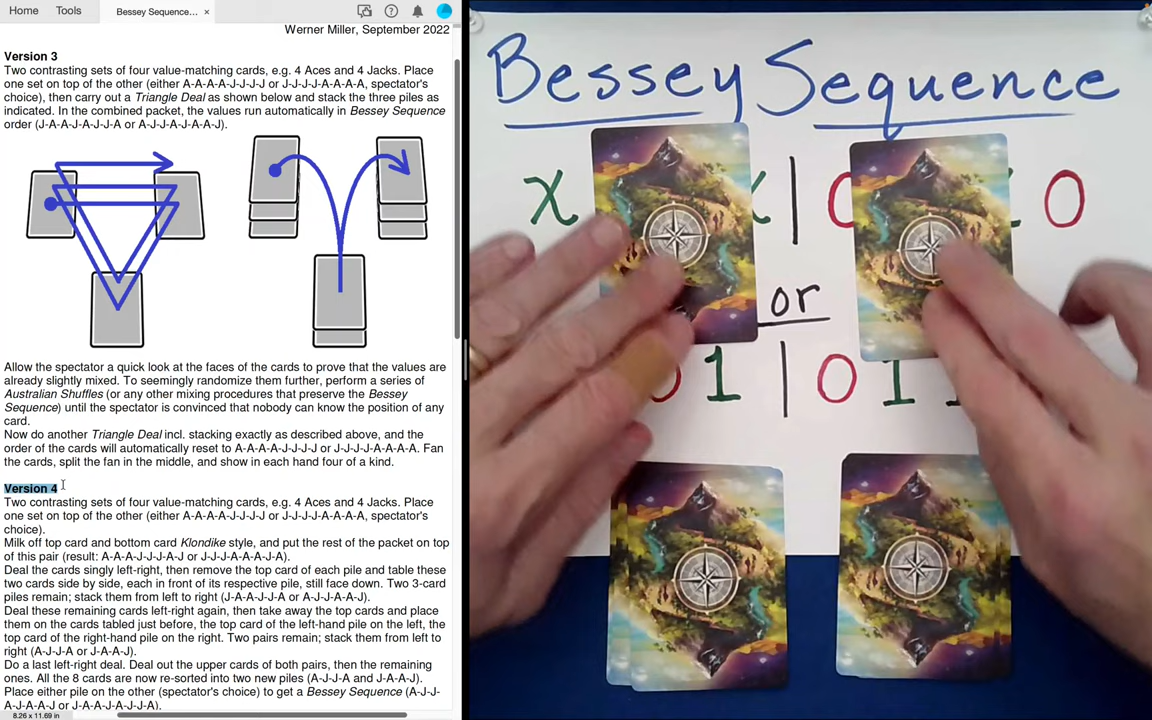 Home Tools Bessey Sequence... ×
Werner Miller, September 2022
Version 3
Two contrasting sets of four value-matching cards, e.g. 4 Aces and 4 Jacks. Place
one set on top of the other (either A-A-A-A-J-J-J-J or J-J-J-J-A-A-A-A, spectator's
choice), then carry out a Triangle Deal as shown below and stack the three piles as
indicated. In the combined packet, the values run automatically in Bessey Sequence
order (J-A-A-J-A-J-J-A or A-J-J-A-J-A-A-J).
Allow the spectator a quick look at the faces of the cards to prove that the values are
already slightly mixed. To seemingly randomize them further, perform a series of
Australian Shuffles (or any other mixing procedures that preserve the Bessey
Sequence) until the spectator is convinced that nobody can know the position of any
card.
Now do another Triangle Deal incl. stacking exactly as described above, and the
order of the cards will automatically reset to A-A-A-A-J-J-J-J or J-J-J-J-A-A-A-A. Fan
the cards, split the fan in the middle, and show in each hand four of a kind.
Version 4
Two contrasting sets of four value-matching cards, e.g. 4 Aces and 4 Jacks. Place
one set on top of the other (either A-A-A-A-J-J-J-J or J-J-J-J-A-A-A-A, spectator's
choice).
Milk off top card and bottom card Klondike style, and put the rest of the packet on top
of this pair (result: A-A-A-J-J-J-A-J or J-J-J-A-A-A-J-A).
Deal the cards singly left-right, then remove the top card of each pile and table these
two cards side by side, each in front of its respective pile, still face down. Two 3-card
piles remain; stack them from left to right (J-A-J-J-J-A or A-J-J-A-A-J).
Deal these remaining cards left-right again, then take away the top cards and place
them on the cards tabled just before, the top card of the left-hand pile on the left, the
top card of the right-hand pile on the right. Two pairs remain; stack them from left to
right (A-J-J-A or J-A-A-J).
Do a last left-right deal. Deal out the upper cards of both pairs, then the remaining
ones. All the 8 cards are now re-sorted into two new piles (A-J-J-A and J-A-A-J).
Place either pile on the other (spectator's choice) to get a Bessey Sequence (A-J-J-
A-J-A-A-J or J-A-A-J-A-J-J-A).
8.26 x 11.69 in
Bessey Sequence
X | O
or
1 | 0 1